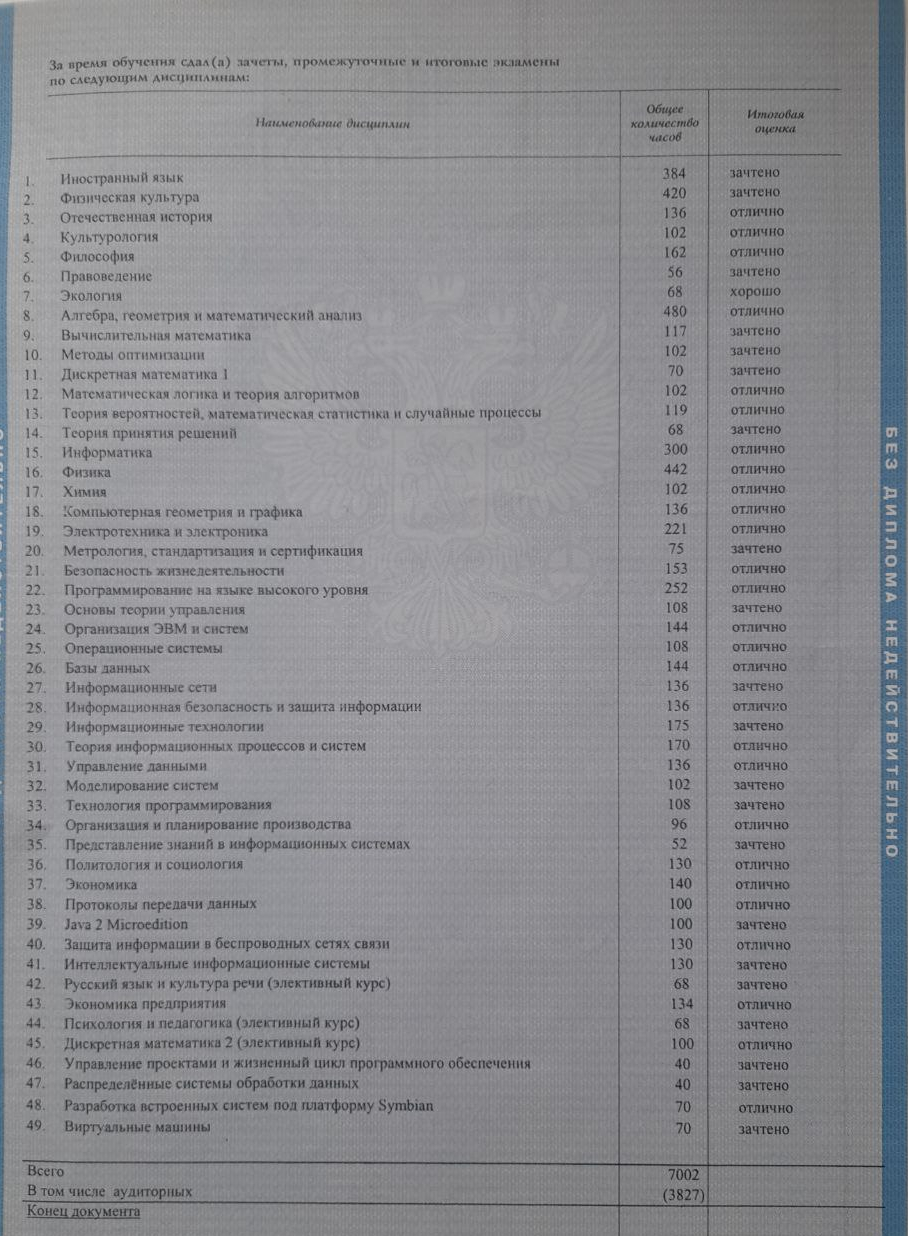 За время обучения сдал(а) зачеты, промежуточные и итоговые экзамены
по следующим дисциплинам:
Наименование дисциплин Общее количество часов Итоговая оценка
1. Иностранный язык 384 зачтено
2. Физическая культура 420 зачтено
3. Отечественная история 136 отлично
4. Культурология 102 отлично
5. Философия 162 отлично
6. Правоведение 56 зачтено
7. Экология 68 хорошо
8. Алгебра, геометрия и математический анализ 480 отлично
9. Вычислительная математика 117 зачтено
10. Методы оптимизации 102 зачтено
11. Дискретная математика 1 70 зачтено
12. Математическая логика и теория алгоритмов 102 отлично
13. Теория вероятностей, математическая статистика и случайные процессы 119 отлично
14. Теория принятия решений 68 зачтено
15. Информатика 300 отлично
16. Физика 442 отлично
17. Химия 102 отлично
18. Компьютерная геометрия и графика 136 отлично
19. Электротехника и электроника 221 отлично
20. Метрология, стандартизация и сертификация 75 зачтено
21. Безопасность жизнедеятельности 153 отлично
22. Программирование на языке высокого уровня 252 отлично
23. Основы теории управления 108 зачтено
24. Организация ЭВМ и систем 144 отлично
25. Операционные системы 108 отлично
26. Базы данных 144 отлично
27. Информационные сети 136 зачтено
28. Информационная безопасность и защита информации 136 отлично
29. Информационные технологии 175 зачтено
30. Теория информационных процессов и систем 170 отлично
31. Управление данными 136 отлично
32. Моделирование систем 102 зачтено
33. Технология программирования 108 зачтено
34. Организация и планирование производства 96 отлично
35. Представление знаний в информационных системах 52 зачтено
36. Политология и социология 130 отлично
37. Экономика 140 отлично
38. Протоколы передачи данных 100 отлично
39. Java 2 Microedition 100 зачтено
40. Защита информации в беспроводных сетях связи 130 отлично
41. Интеллектуальные информационные системы 130 зачтено
42. Русский язык и культура речи (элективный курс) 68 зачтено
43. Экономика предприятия 134 отлично
44. Психология и педагогика (элективный курс) 68 зачтено
45. Дискретная математика 2 (элективный курс) 100 отлично
46. Управление проектами и жизненный цикл программного обеспечения 40 зачтено
47. Распределённые системы обработки данных 40 зачтено
48. Разработка встроенных систем под платформу Symbian 70 отлично
49. Виртуальные машины 70 зачтено
Всего 7002
В том числе аудиторных (3827)
Конец документа
БЕЗ ДИПЛОМА НЕДЕЙСТВИТЕЛЬНО